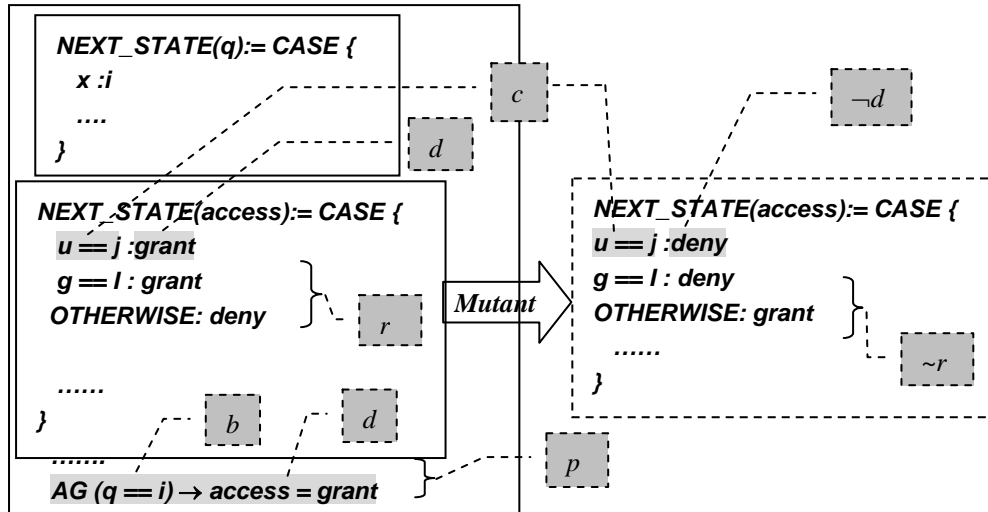 NEXT_STATE(q):= CASE {
x :i
....
}
c
d
¬d
NEXT_STATE(access):= CASE {
u == j :grant
g == l : grant
OTHERWISE: deny
r
......
}
b
d
.......
AG (q == i) → access = grant
p
Mutant
NEXT_STATE(access):= CASE {
u == j :deny
g == l : deny
OTHERWISE: grant
......
}
~r